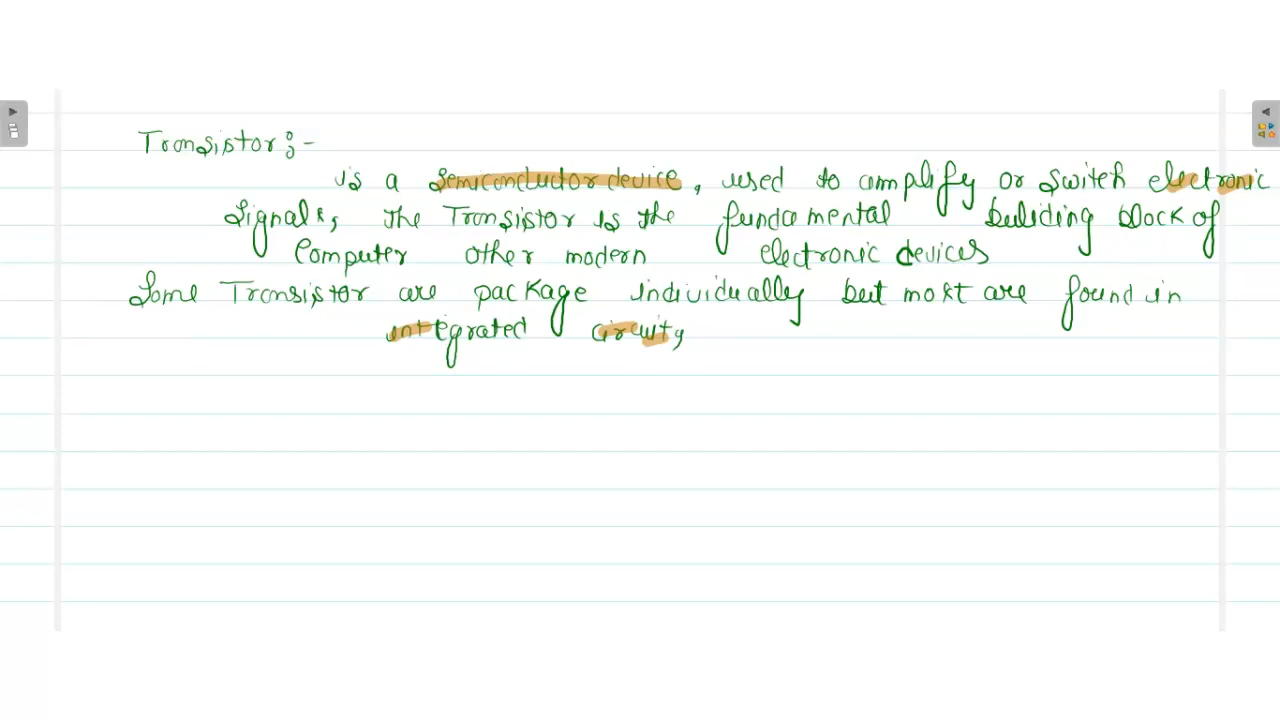 Transistor :-
is a semiconductor device, used to amplify or switch electronic
signals, the Transistor is the fundamental building block of
Computer other modern electronic devices
Some Transistor are package individually but most are found in
integrated circuity